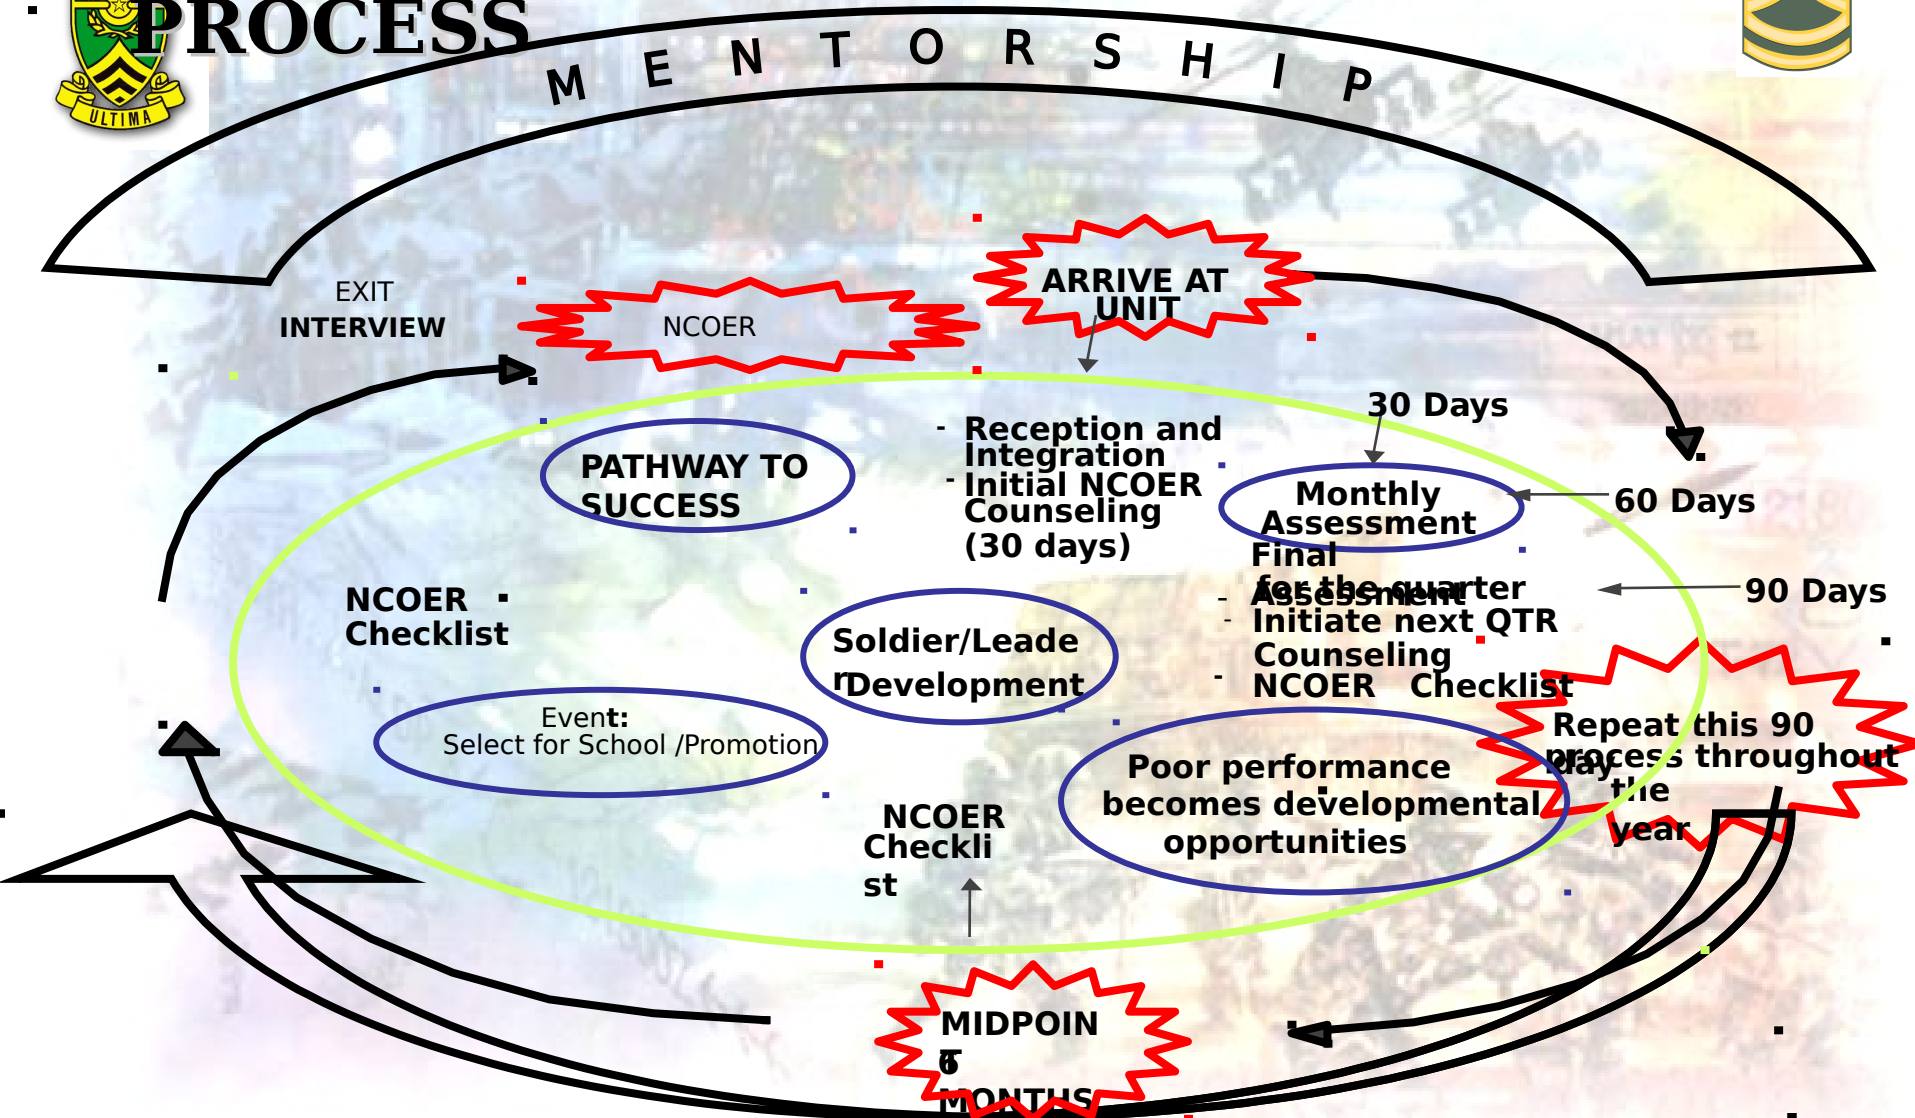 PROCESS
ULTIMA
M E N T O R S H I P
ARRIVE AT
UNIT
EXIT
INTERVIEW
NCOER
30 Days
PATHWAY TO
SUCCESS
- Reception and
Integration
- Initial NCOER
Counseling
(30 days)
Monthly
Assessment
60 Days
Final
for the quarter
- Assessment
- Initiate next QTR
Counseling
- NCOER Checklist
90 Days
NCOER
Checklist
Soldier/Leade
r Development
Event:
Select for School /Promotion
Repeat this 90
day
process throughout
the
year
Poor performance
becomes developmental
opportunities
NCOER
Checkli
st
MIDPOIN
T
6
MONTHS